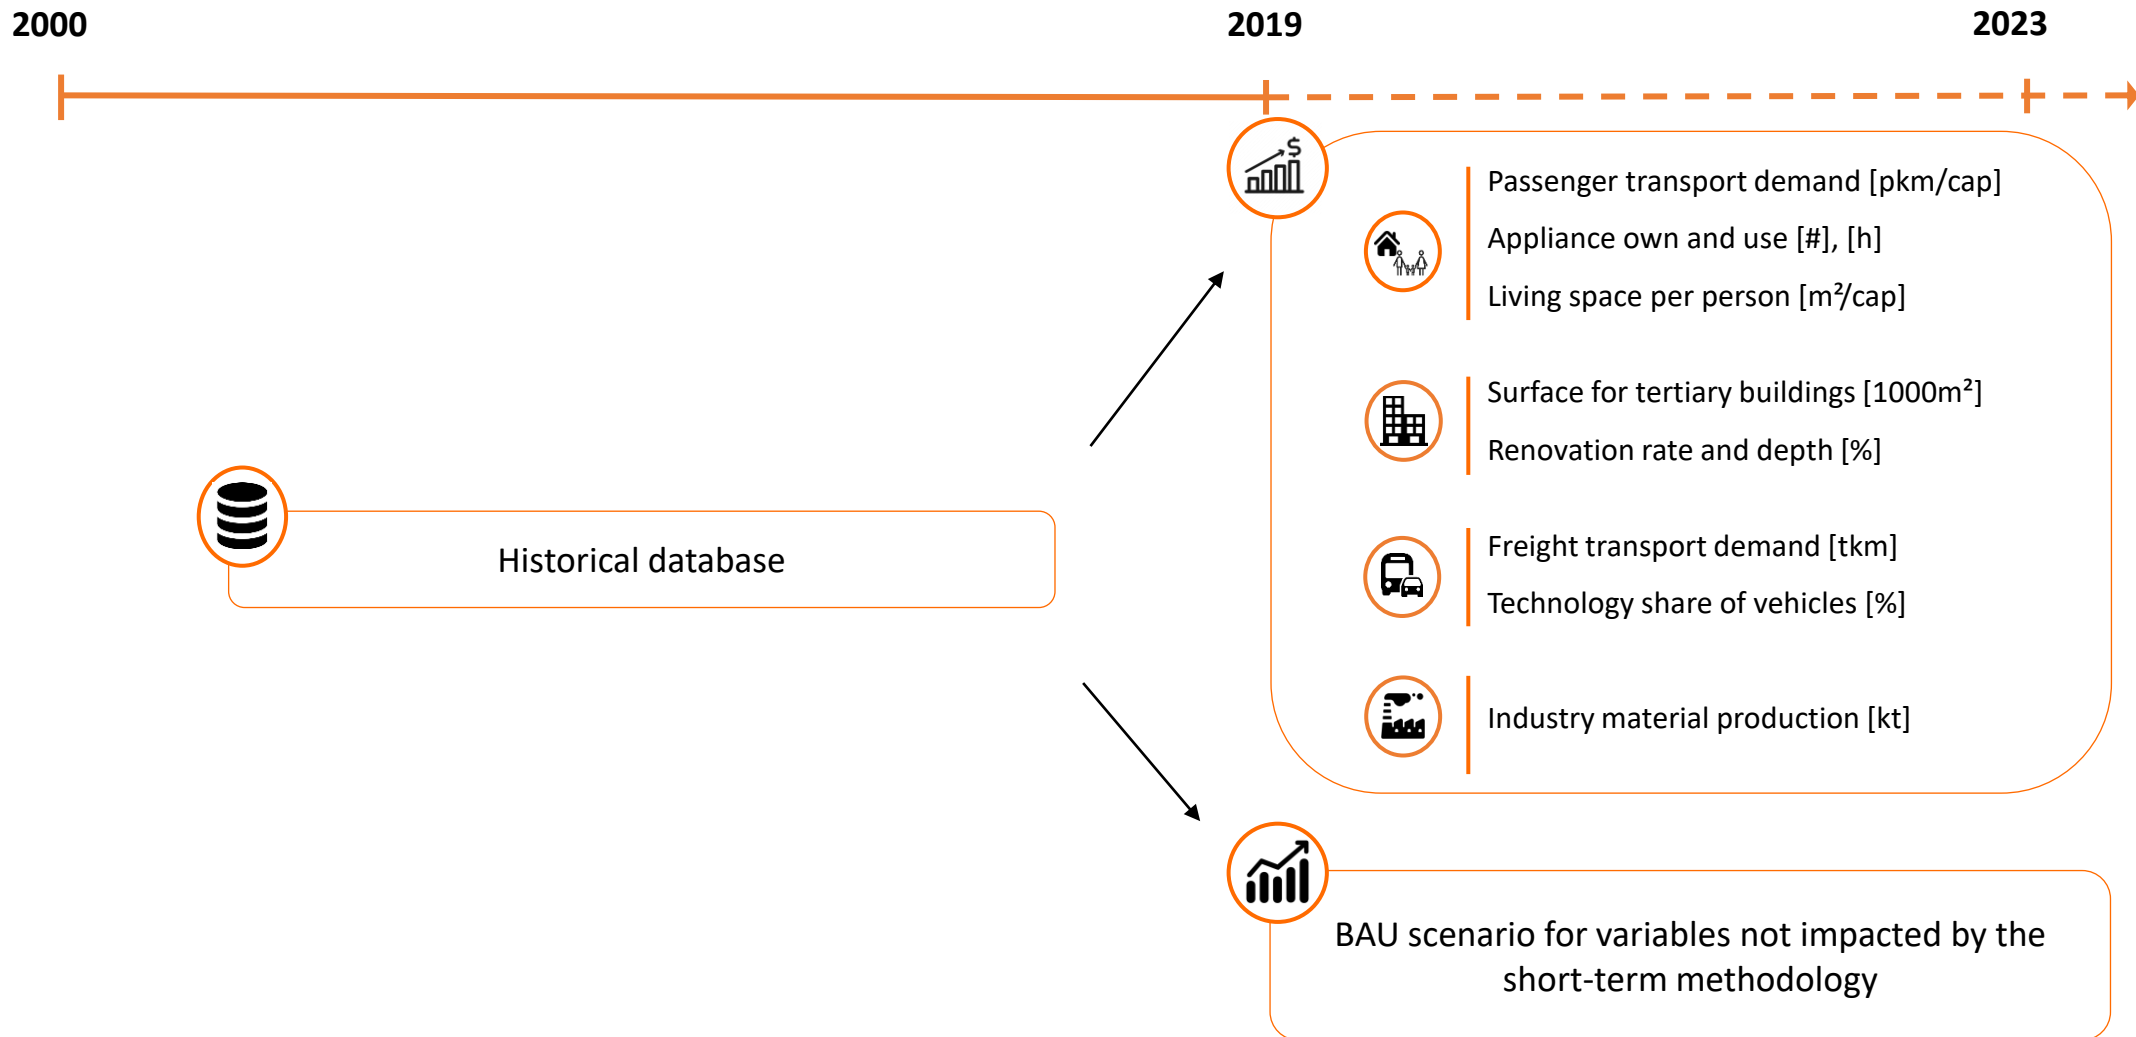 2000
2019
2023
$
Passenger transport demand [pkm/cap]
Appliance own and use [#], [h]
Living space per person [m²/cap]
Surface for tertiary buildings [1000m²]
Renovation rate and depth [%]
Historical database
Freight transport demand [tkm]
Technology share of vehicles [%]
Industry material production [kt]
BAU scenario for variables not impacted by the
short-term methodology